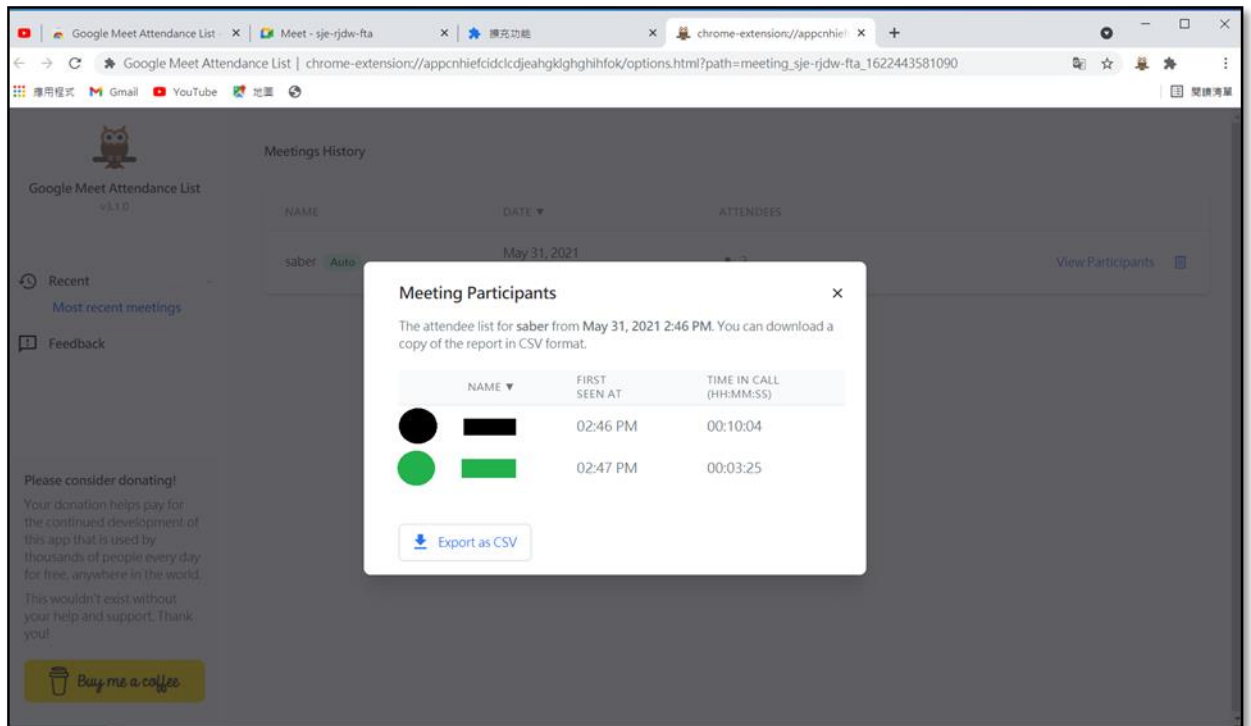 Google Meet Attendance List
Meet - sje-rjdw-fta
擴充功能
chrome-extension://appcnhief
Google Meet Attendance List | chrome-extension://appcnhiefcidclcdjeahgklghghihfok/options.html?path=meeting_sje-rjdw-fta_1622443581090
應用程式 Gmail YouTube 地圖 閱讀清單
Google Meet Attendance List
v3.1.0
Recent
Most recent meetings
Feedback
Please consider donating!
Your donation helps pay for
the continued development of
this app that is used by
thousands of people every day
for free, anywhere in the world.
This wouldn't exist without
your help and support. Thank
you!
Buy me a coffee
Meetings History
NAME DATE ▼ ATTENDEES
saber Auto May 31, 2021 View Participants
Meeting Participants
The attendee list for saber from May 31, 2021 2:46 PM. You can download a
copy of the report in CSV format.
NAME ▼ FIRST SEEN AT TIME IN CALL (HH:MM:SS)
02:46 PM 00:10:04
02:47 PM 00:03:25
Export as CSV